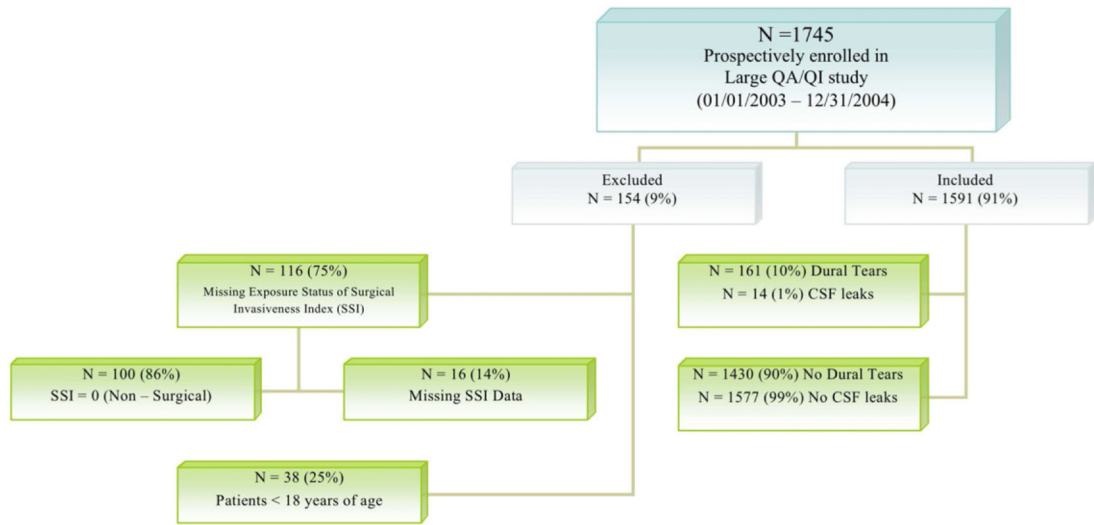 N =1745
Prospectively enrolled in
Large QA/QI study
(01/01/2003 – 12/31/2004)
Excluded
N = 154 (9%)
Included
N = 1591 (91%)
N = 116 (75%)
Missing Exposure Status of Surgical
Invasiveness Index (SSI)
N = 161 (10%) Dural Tears
N = 14 (1%) CSF leaks
N = 100 (86%)
SSI = 0 (Non – Surgical)
N = 16 (14%)
Missing SSI Data
N = 1430 (90%) No Dural Tears
N = 1577 (99%) No CSF leaks
N = 38 (25%)
Patients < 18 years of age